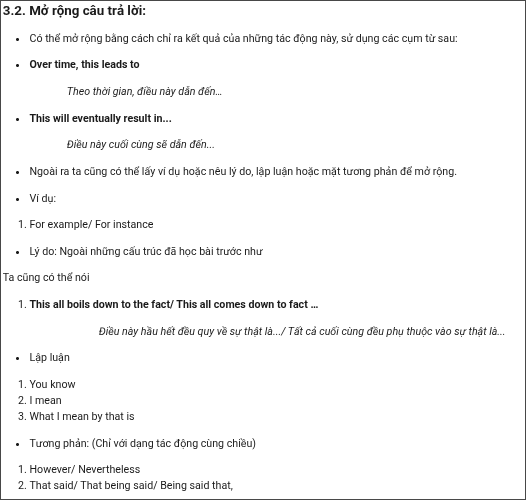 3.2. Mở rộng câu trả lời:
• Có thể mở rộng bằng cách chỉ ra kết quả của những tác động này, sử dụng các cụm từ sau:
• Over time, this leads to
Theo thời gian, điều này dẫn đến…
• This will eventually result in...
Điều này cuối cùng sẽ dẫn đến...
• Ngoài ra ta cũng có thể lấy ví dụ hoặc nêu lý do, lập luận hoặc mặt tương phản để mở rộng.
• Ví dụ:
1. For example/ For instance
• Lý do: Ngoài những cấu trúc đã học bài trước như
Ta cũng có thể nói
1. This all boils down to the fact/ This all comes down to fact …
Điều này hầu hết đều quy về sự thật là.../ Tất cả cuối cùng đều phụ thuộc vào sự thật là...
• Lập luận
1. You know
2. I mean
3. What I mean by that is
• Tương phản: (Chỉ với dạng tác động cùng chiều)
1. However/ Nevertheless
2. That said/ That being said/ Being said that,